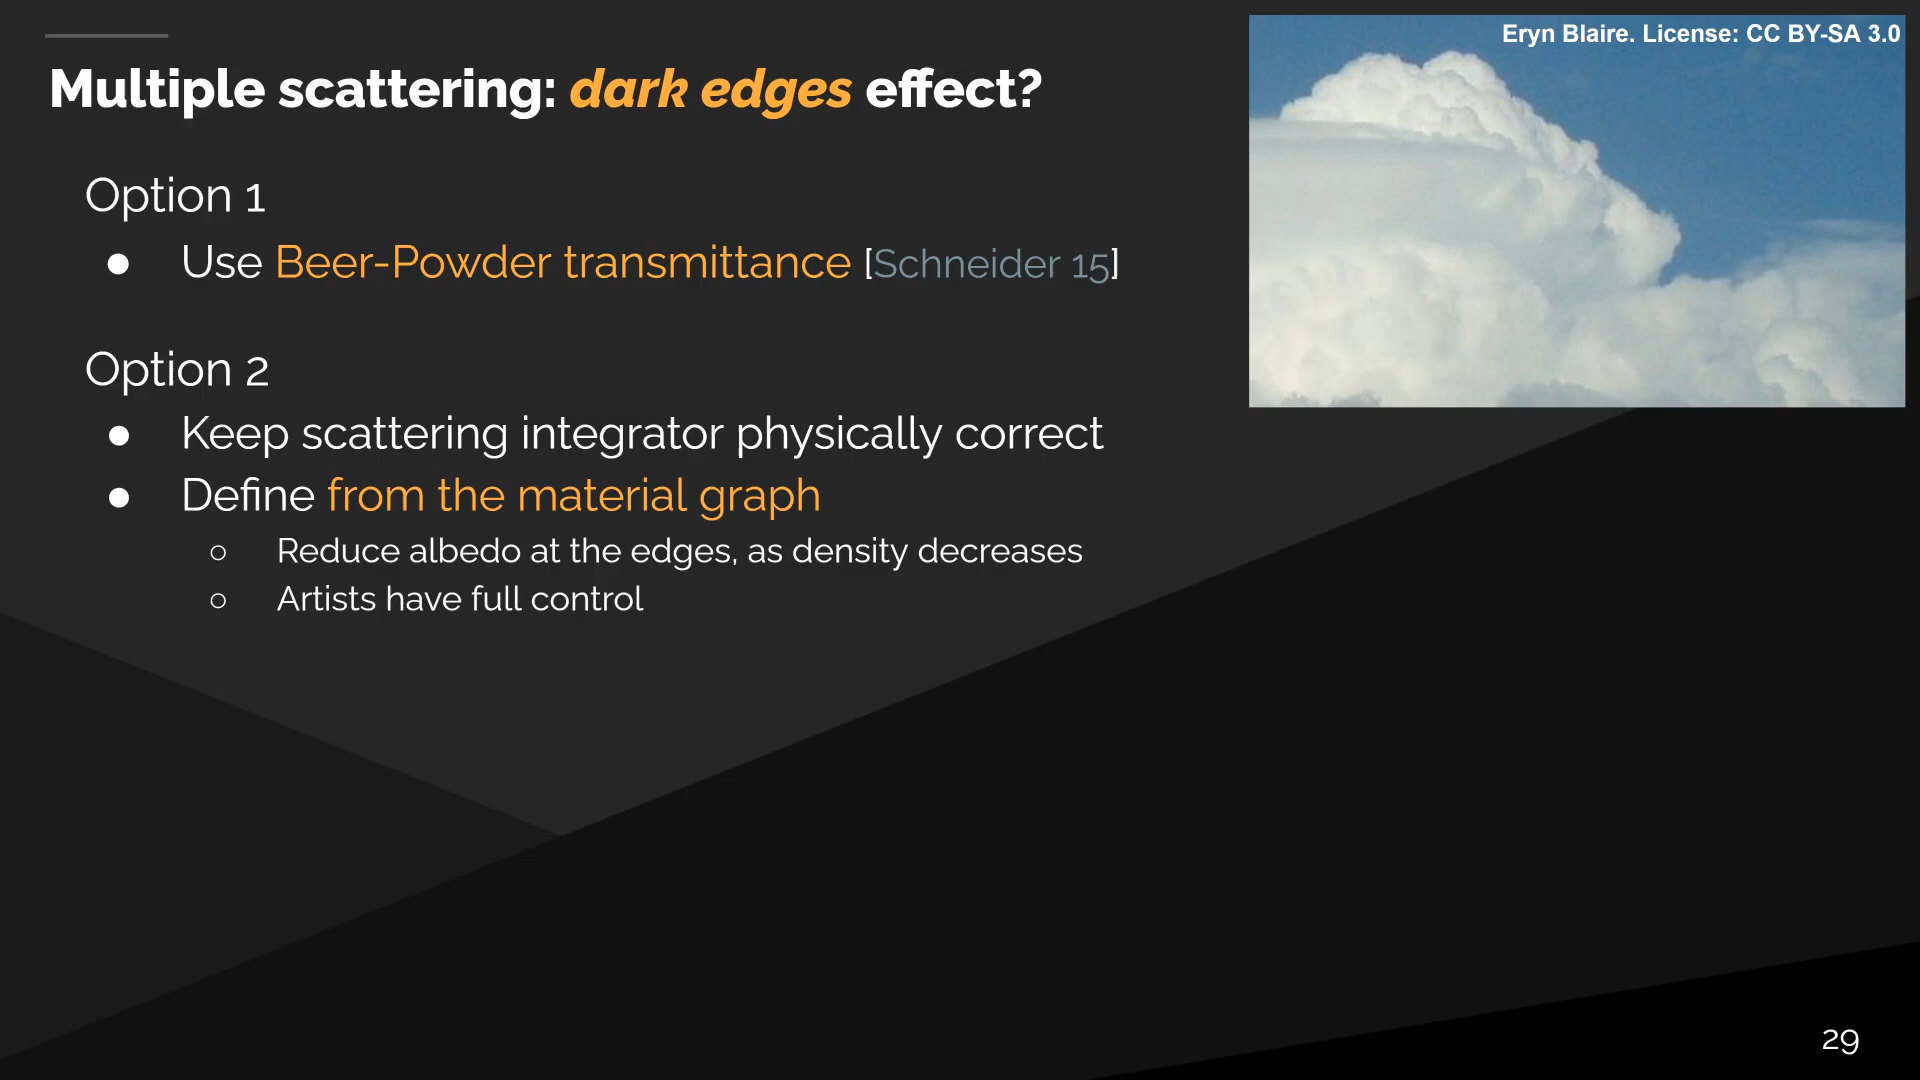 Eryn Blaire. License: CC BY-SA 3.0
Multiple scattering: dark edges effect?
Option 1
● Use Beer-Powder transmittance [Schneider 15]
Option 2
● Keep scattering integrator physically correct
● Define from the material graph
○ Reduce albedo at the edges, as density decreases
○ Artists have full control
29